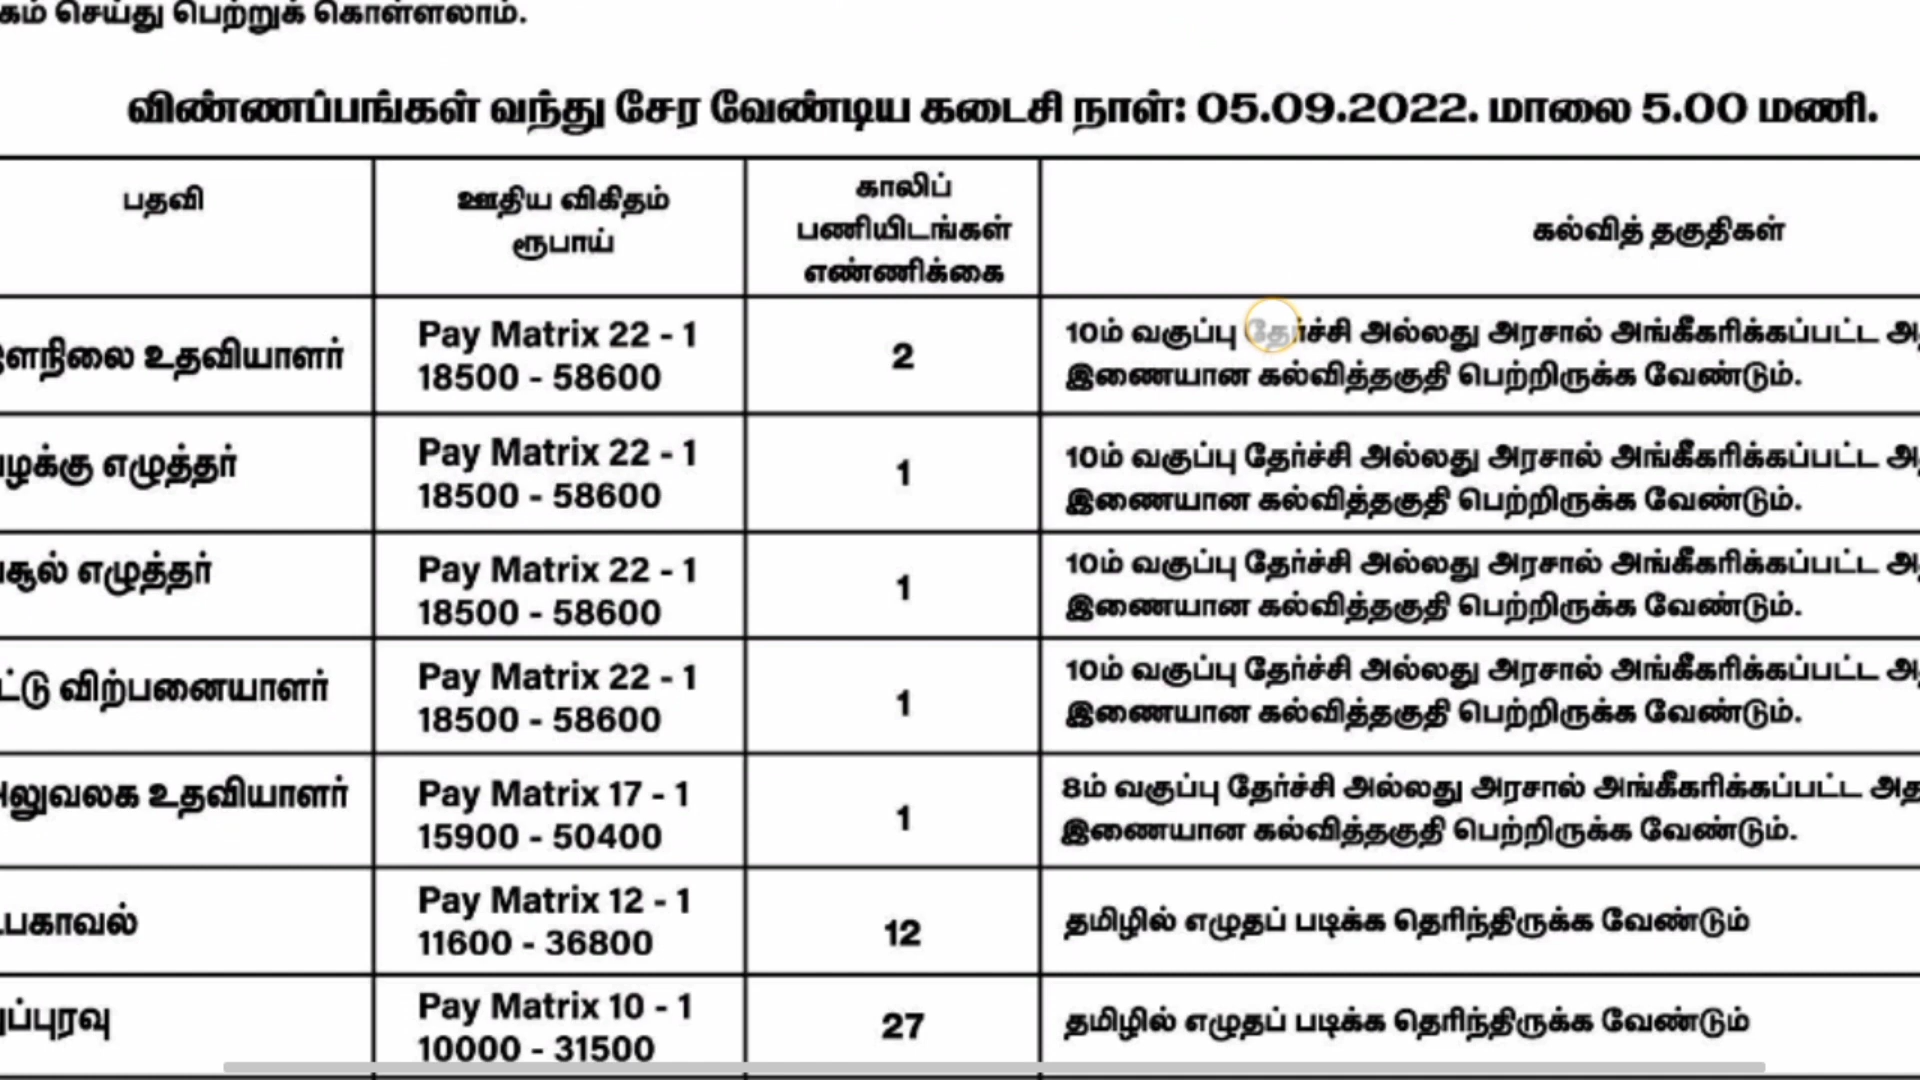 செய்து பெற்றுக் கொள்ளலாம்.
விண்ணப்பங்கள் வந்து சேர வேண்டிய கடைசி நாள்: 05.09.2022. மாலை 5.00 மணி.
பதவி
ஊதிய விகிதம்
ரூபாய்
காலிப்
பணியிடங்கள்
எண்ணிக்கை
கல்வித் தகுதிகள்
உதவியாளர்
Pay Matrix 22 - 1
18500 - 58600
2
10ம் வகுப்பு தேர்ச்சி அல்லது அரசால் அங்கீகரிக்கப்பட்ட
இணையான கல்வித்தகுதி பெற்றிருக்க வேண்டும்.
எழுத்தர்
Pay Matrix 22 - 1
18500 - 58600
1
10ம் வகுப்பு தேர்ச்சி அல்லது அரசால் அங்கீகரிக்கப்பட்ட
இணையான கல்வித்தகுதி பெற்றிருக்க வேண்டும்.
எழுத்தர்
Pay Matrix 22 - 1
18500 - 58600
1
10ம் வகுப்பு தேர்ச்சி அல்லது அரசால் அங்கீகரிக்கப்பட்ட
இணையான கல்வித்தகுதி பெற்றிருக்க வேண்டும்.
விற்பனையாளர்
Pay Matrix 22 - 1
18500 - 58600
1
10ம் வகுப்பு தேர்ச்சி அல்லது அரசால் அங்கீகரிக்கப்பட்ட
இணையான கல்வித்தகுதி பெற்றிருக்க வேண்டும்.
உதவியாளர்
Pay Matrix 17 - 1
15900 - 50400
1
8ம் வகுப்பு தேர்ச்சி அல்லது அரசால் அங்கீகரிக்கப்பட்ட
இணையான கல்வித்தகுதி பெற்றிருக்க வேண்டும்.
Pay Matrix 12 - 1
11600 - 36800
12
தமிழில் எழுதப் படிக்க தெரிந்திருக்க வேண்டும்
Pay Matrix 10 - 1
10000 - 31500
27
தமிழில் எழுதப் படிக்க தெரிந்திருக்க வேண்டும்